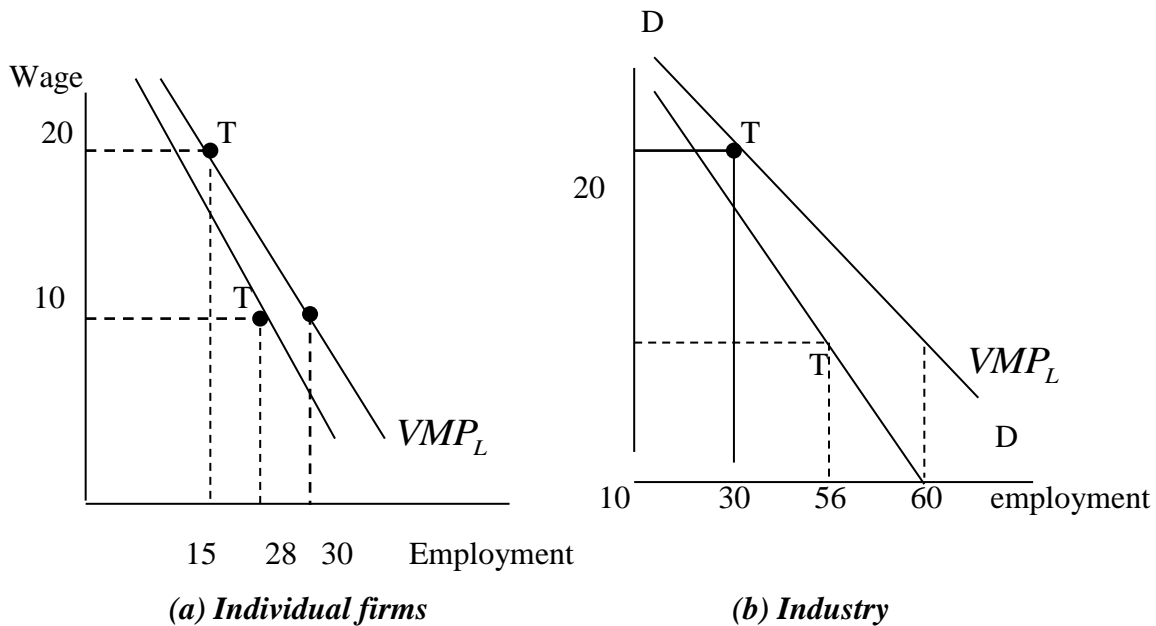 D
Wage
20
T
T
20
10
T
T
VMP_L
VMP_L
D
10 30 56 60 employment
15 28 30 Employment
(a) Individual firms
(b) Industry